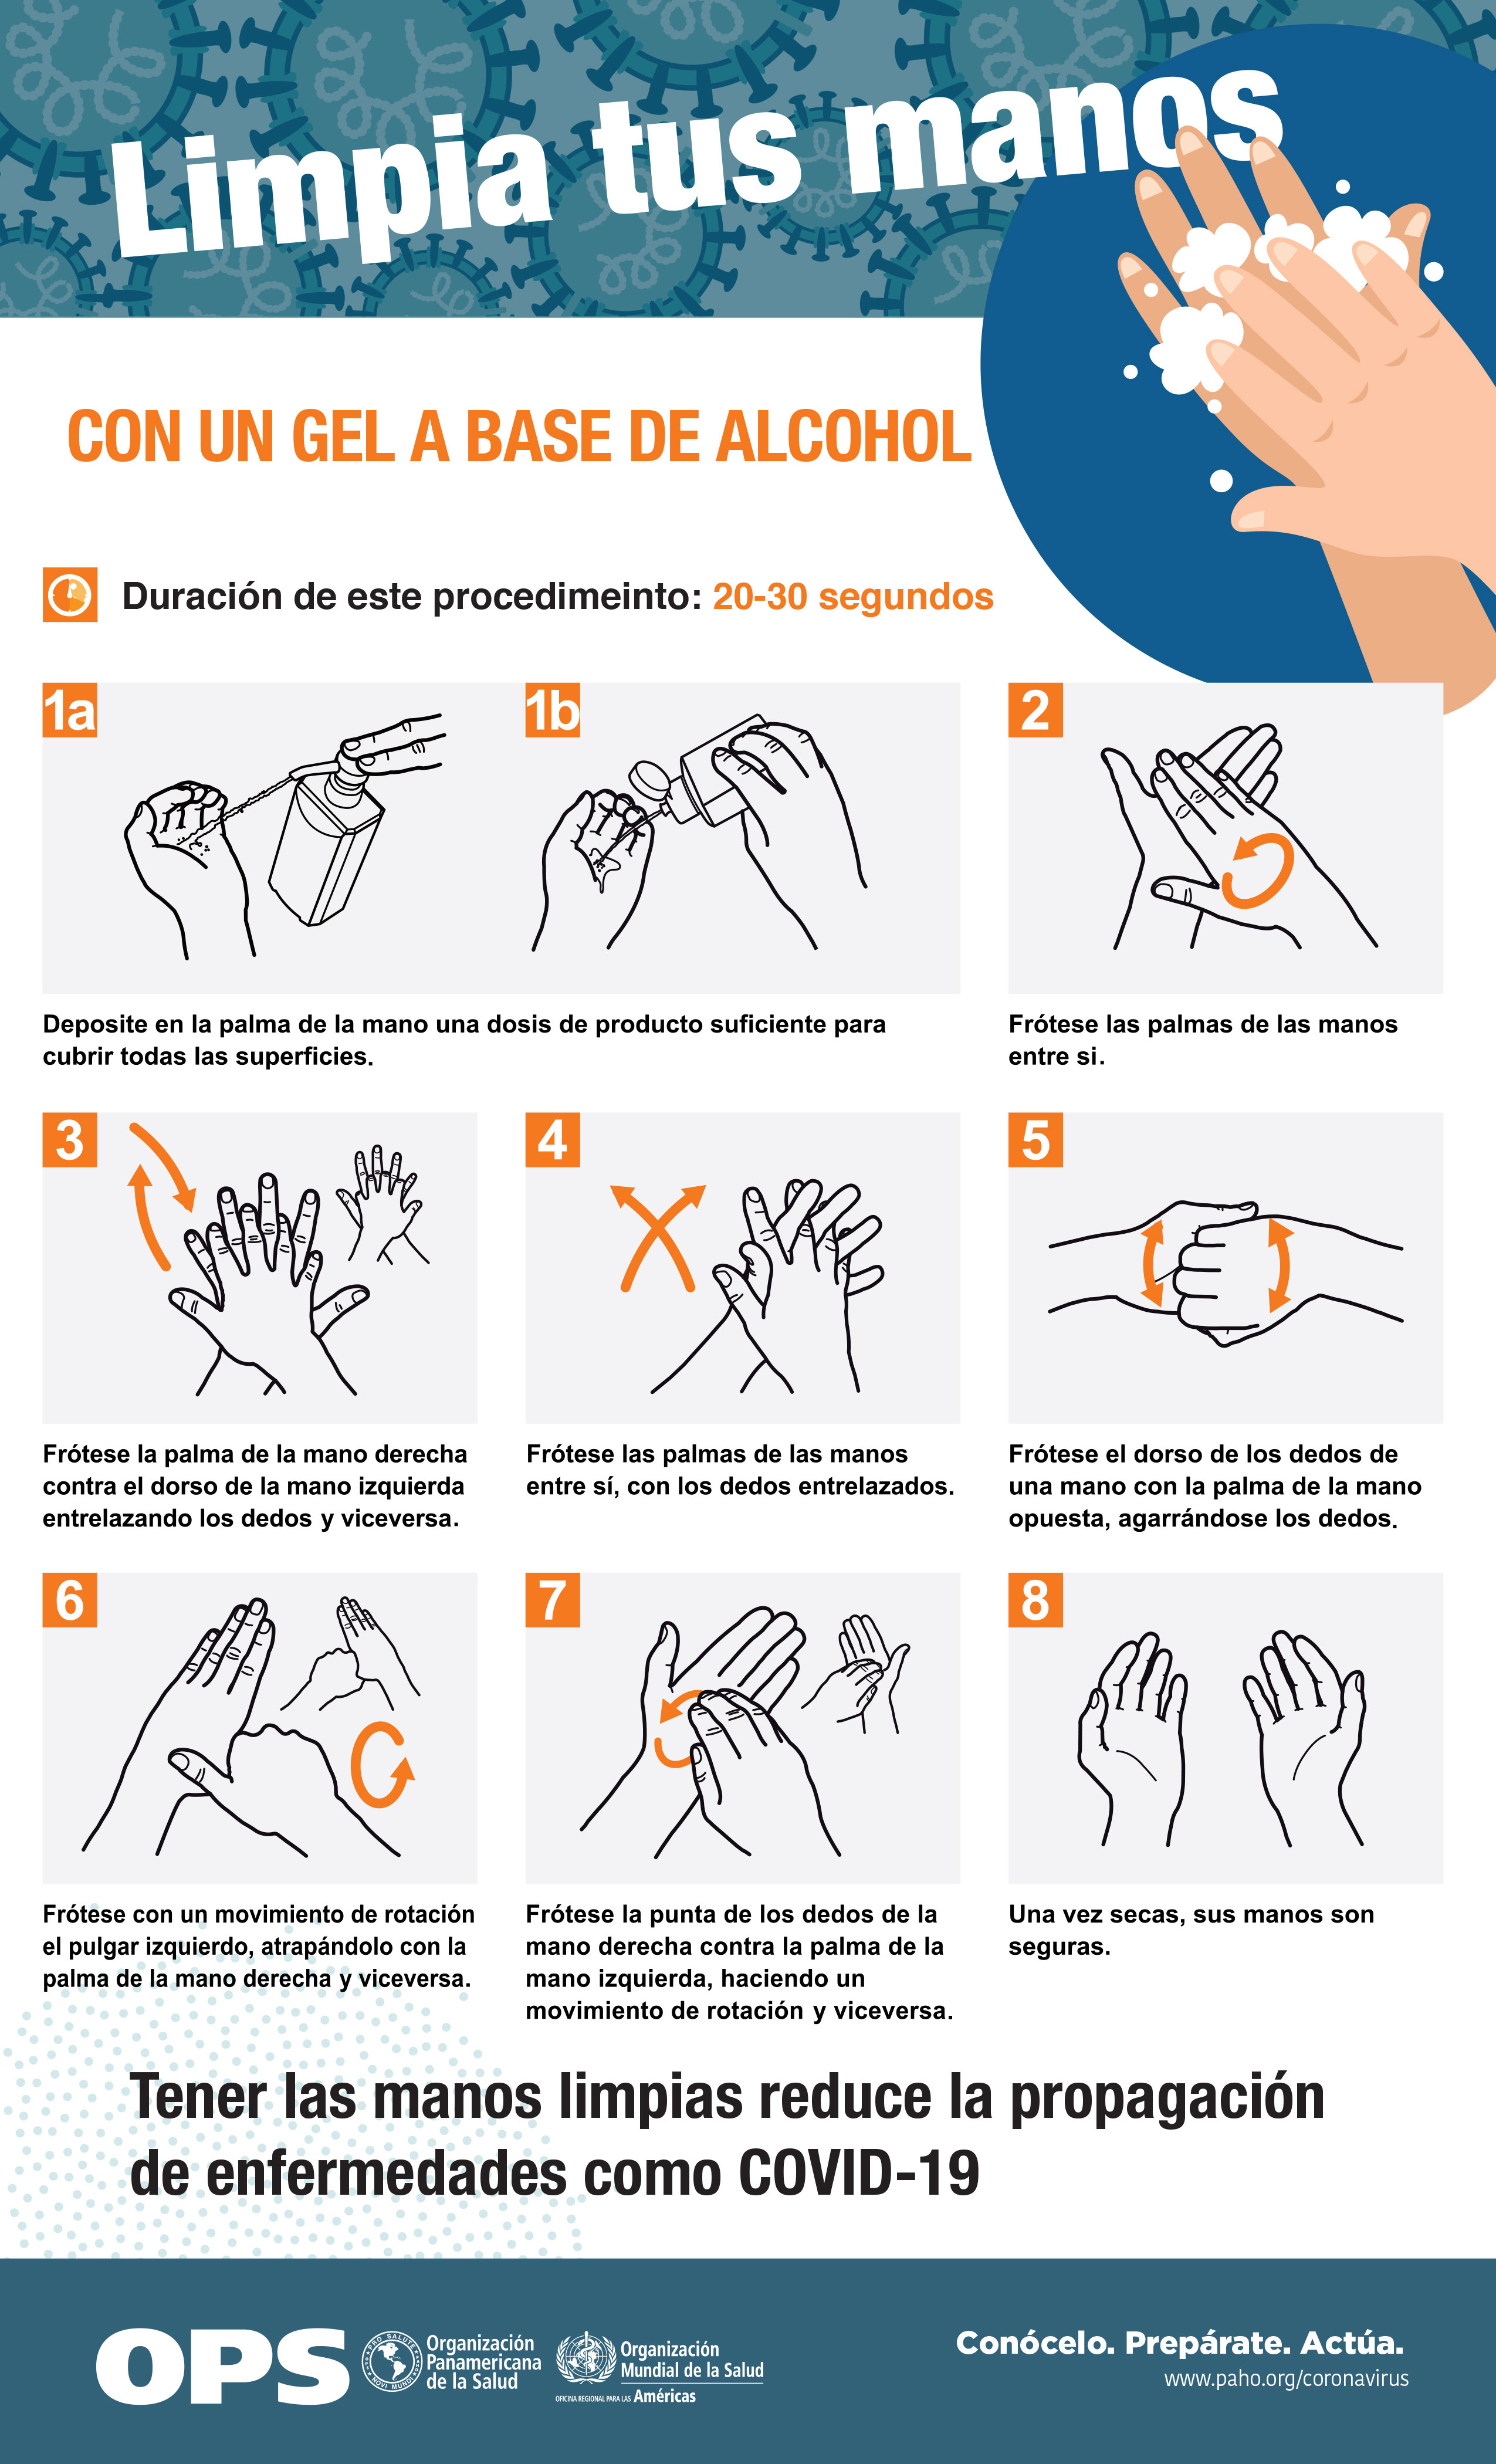 Limpia tus manos
CON UN GEL A BASE DE ALCOHOL
Duración de este procedimeinto: 20-30 segundos
1a
1b
Deposite en la palma de la mano una dosis de producto suficiente para
cubrir todas las superficies.
2
Frótese las palmas de las manos
entre si.
3
Frótese la palma de la mano derecha
contra el dorso de la mano izquierda
entrelazando los dedos y viceversa.
4
Frótese las palmas de las manos
entre sí, con los dedos entrelazados.
5
Frótese el dorso de los dedos de
una mano con la palma de la mano
opuesta, agarrándose los dedos.
6
Frótese con un movimiento de rotación
el pulgar izquierdo, atrapándolo con la
palma de la mano derecha y viceversa.
7
Frótese la punta de los dedos de la
mano derecha contra la palma de la
mano izquierda, haciendo un
movimiento de rotación y viceversa.
8
Una vez secas, sus manos son
seguras.
Tener las manos limpias reduce la propagación
de enfermedades como COVID-19
OPS
PRO SALUTE
NOVI MUNDI
Organización
Panamericana
de la Salud
Organización
Mundial de la Salud
OFICINA REGIONAL PARA LAS Américas
Conócelo. Prepárate. Actúa.
www.paho.org/coronavirus